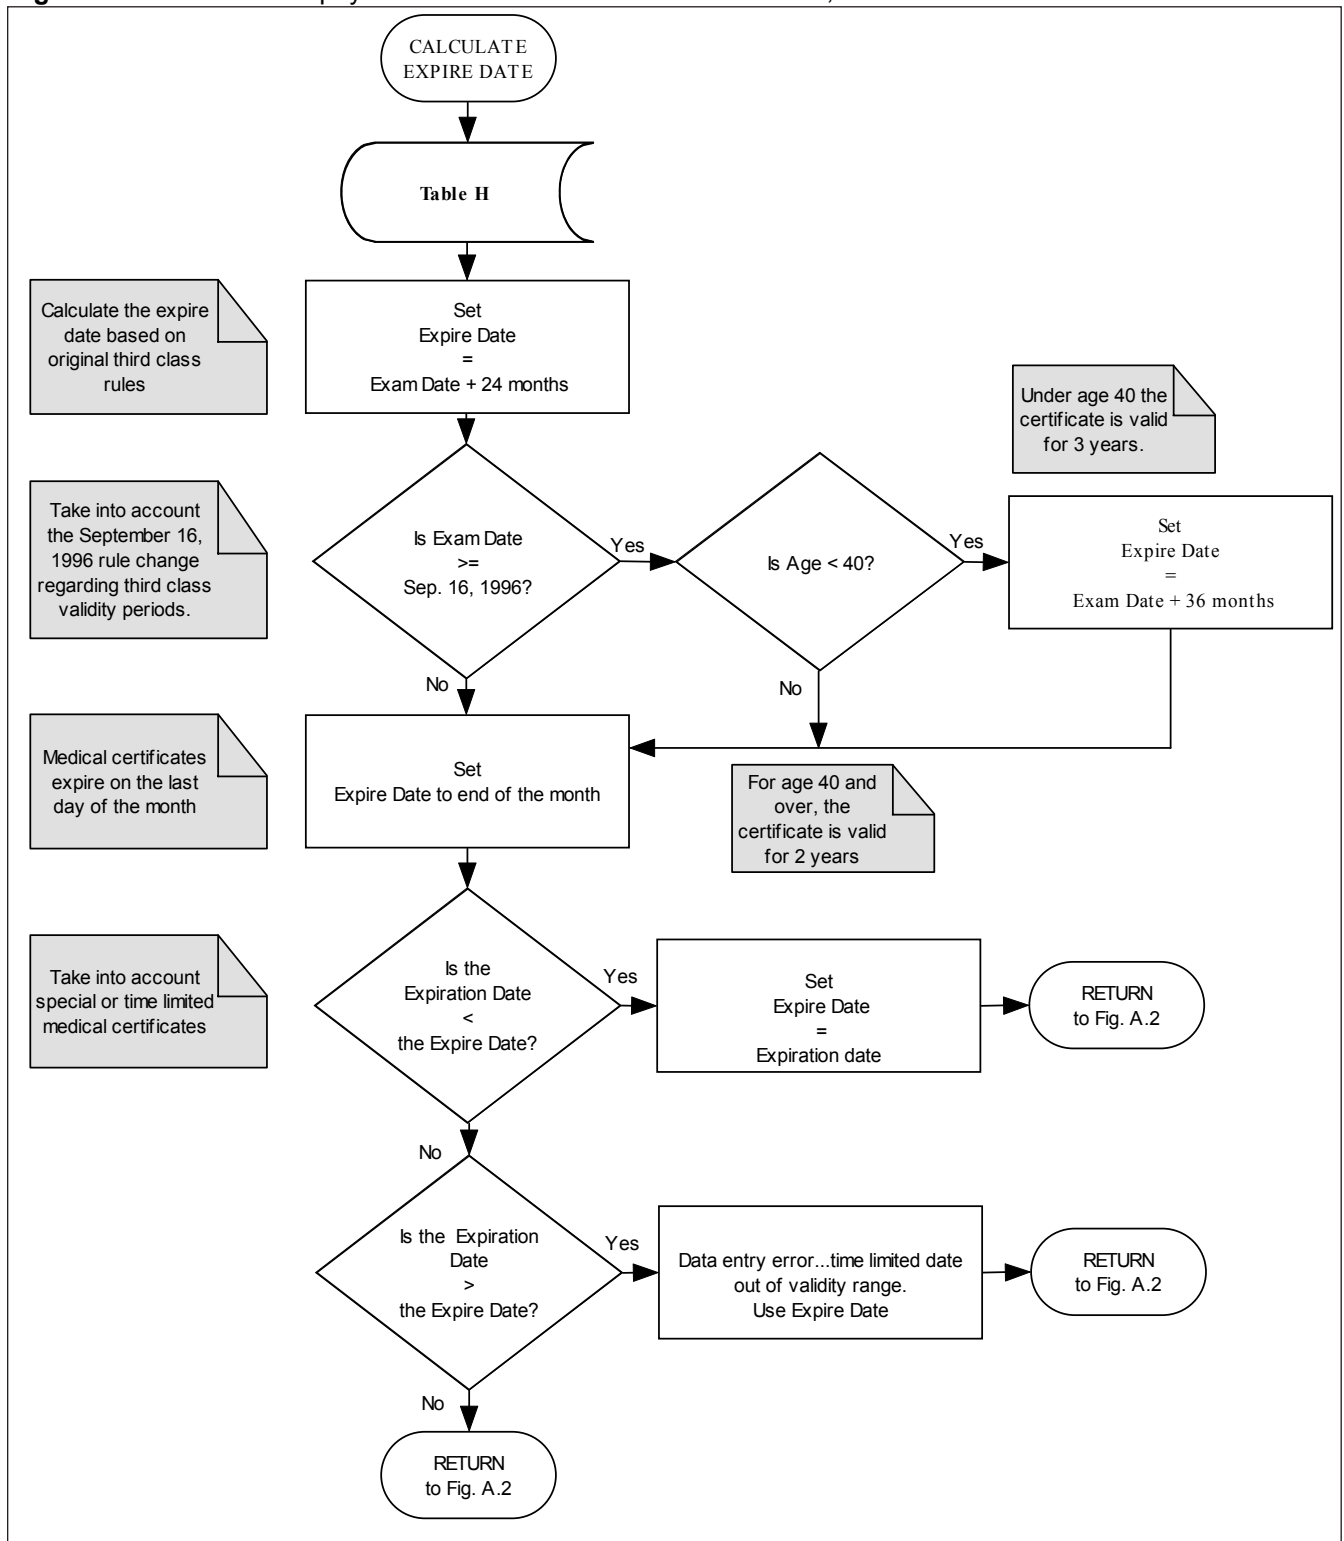 CALCULATE
EXPIRE DATE
Table H
Calculate the expire
date based on
original third class
rules
Set
Expire Date
=
Exam Date + 24 months
Under age 40 the
certificate is valid
for 3 years.
Take into account
the September 16,
1996 rule change
regarding third class
validity periods.
Is Exam Date
>=
Sep. 16, 1996?
Yes
Is Age < 40?
Yes
Set
Expire Date
=
Exam Date + 36 months
No
No
Medical certificates
expire on the last
day of the month
Set
Expire Date to end of the month
For age 40 and
over, the
certificate is valid
for 2 years
Take into account
special or time limited
medical certificates
Is the
Expiration Date
<
the Expire Date?
Yes
Set
Expire Date
=
Expiration date
RETURN
to Fig. A.2
No
Is the Expiration
Date
>
the Expire Date?
Yes
Data entry error...time limited date
out of validity range.
Use Expire Date
RETURN
to Fig. A.2
No
RETURN
to Fig. A.2